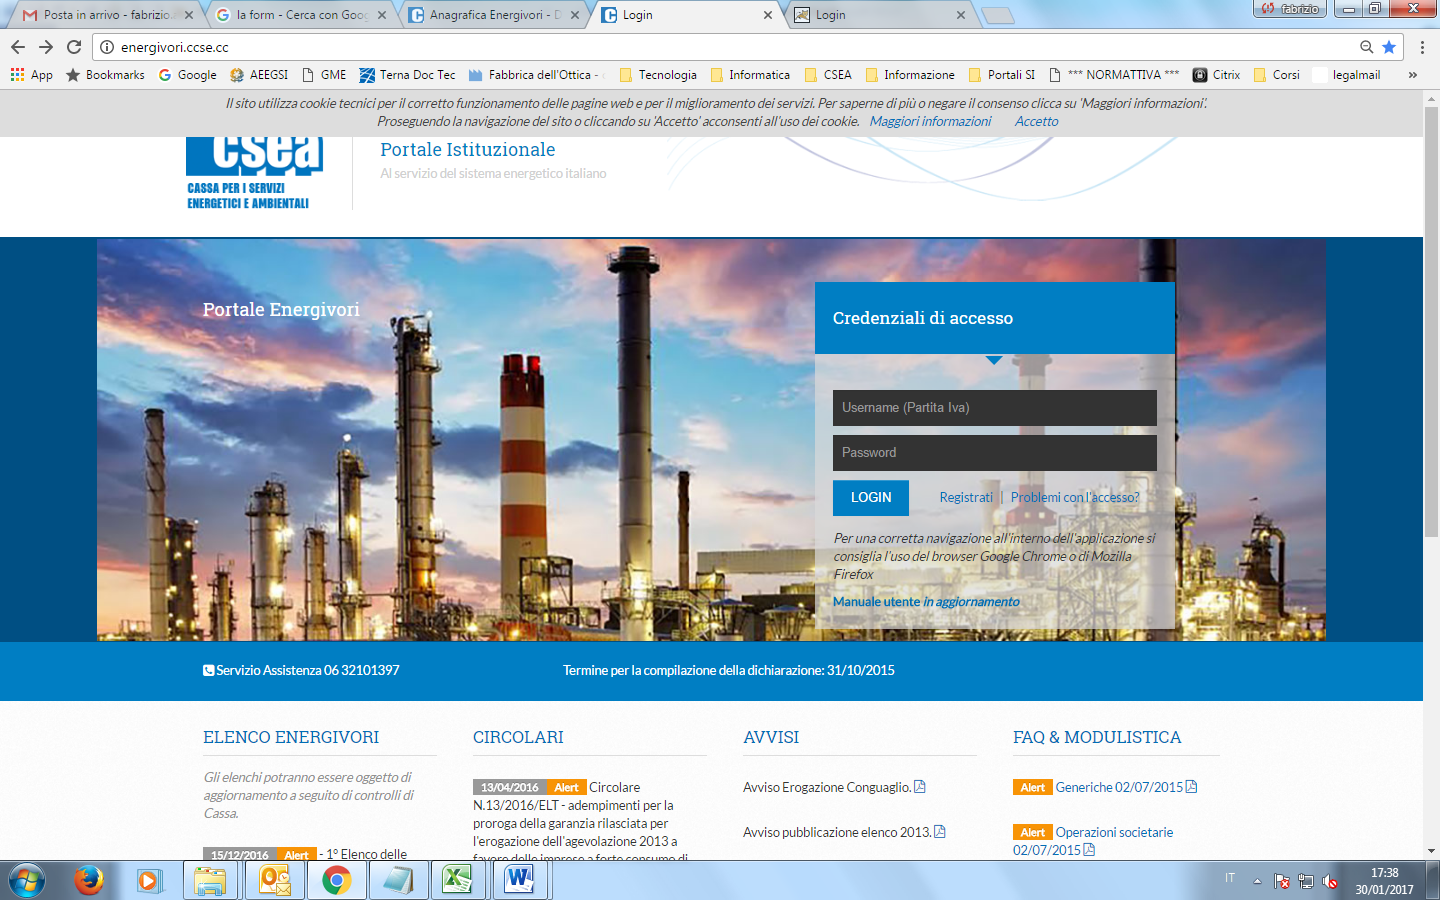 Posta in arrivo - fabrizio.
la form - Cerca con Goog
Anagrafica Energivori - D
Login
Login
fabrizio
energivori.ccse.cc
App
Bookmarks
Google
AEEGSI
GME
Terna Doc Tec
Fabbrica dell'Ottica -
Tecnologia
Informatica
CSEA
Informazione
Portali SI
*** NORMATTIVA ***
Citrix
Corsi
legalmail
»
Il sito utilizza cookie tecnici per il corretto funzionamento delle pagine web e per il miglioramento dei servizi. Per saperne di più o negare il consenso clicca su 'Maggiori informazioni'.
Proseguendo la navigazione del sito o cliccando su 'Accetto' acconsenti all'uso dei cookie. Maggiori informazioni Accetto
csea
CASSA PER I SERVIZI
ENERGETICI E AMBIENTALI
Portale Istituzionale
Al servizio del sistema energetico italiano
Portale Energivori
Credenziali di accesso
Username (Partita Iva)
Password
LOGIN
Registrati | Problemi con l'accesso?
Per una corretta navigazione all'interno dell'applicazione si
consiglia l'uso del browser Google Chrome o di Mozilla
Firefox
Manuale utente in aggiornamento
Servizio Assistenza 06 32101397
Termine per la compilazione della dichiarazione: 31/10/2015
ELENCO ENERGIVORI
Gli elenchi potranno essere oggetto di
aggiornamento a seguito di controlli di
Cassa.
15/12/2016 Alert - 1° Elenco delle
CIRCOLARI
13/04/2016 Alert Circolare
N.13/2016/ELT - adempimenti per la
proroga della garanzia rilasciata per
l'erogazione dell'agevolazione 2013 a
favore delle imprese a forte consumo di
AVVISI
Avviso Erogazione Conguaglio.
Avviso pubblicazione elenco 2013.
FAQ & MODULISTICA
Alert Generiche 02/07/2015
Alert Operazioni societarie
02/07/2015
IT
17:38
30/01/2017